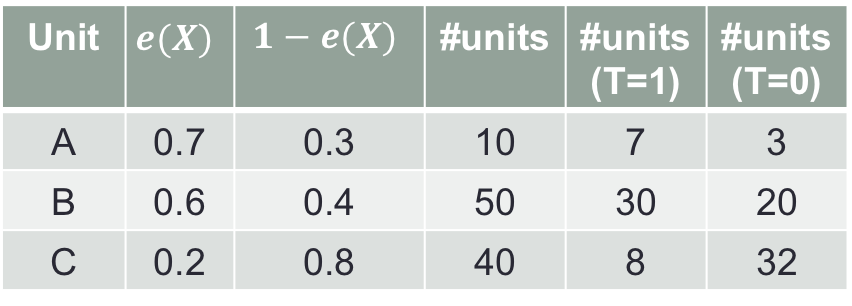 Unit e(X) 1 − e(X) #units #units (T=1) #units (T=0)
A 0.7 0.3 10 7 3
B 0.6 0.4 50 30 20
C 0.2 0.8 40 8 32